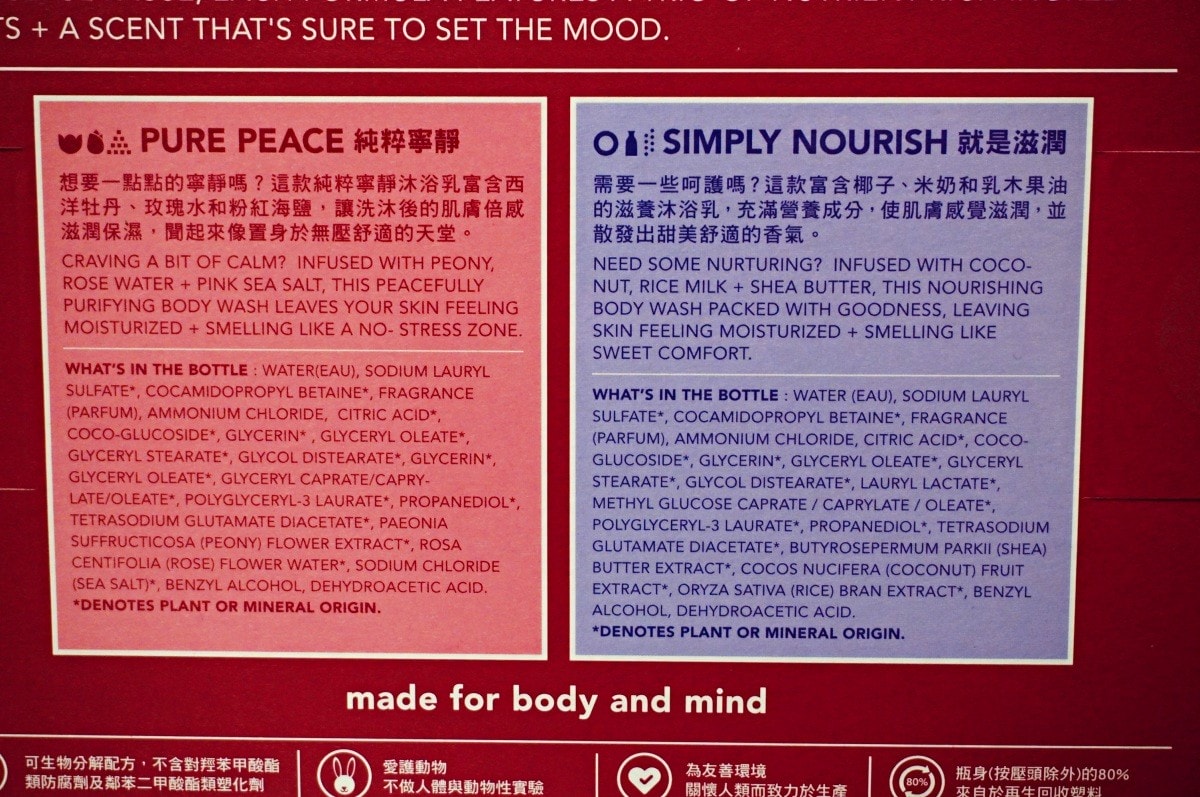 TS + A SCENT THAT'S SURE TO SET THE MOOD.
PURE PEACE 純粹寧靜
想要一點點的寧靜嗎？這款純粹寧靜沐浴乳富含西
洋牡丹、玫瑰水和粉紅海鹽，讓洗沐後的肌膚倍感
滋潤保濕，聞起來像置身於無壓舒適的天堂。
CRAVING A BIT OF CALM? INFUSED WITH PEONY,
ROSE WATER + PINK SEA SALT, THIS PEACEFULLY
PURIFYING BODY WASH LEAVES YOUR SKIN FEELING
MOISTURIZED + SMELLING LIKE A NO- STRESS ZONE.
WHAT'S IN THE BOTTLE : WATER(EAU), SODIUM LAURYL
SULFATE*, COCAMIDOPROPYL BETAINE*, FRAGRANCE
(PARFUM), AMMONIUM CHLORIDE, CITRIC ACID*,
COCO-GLUCOSIDE*, GLYCERIN* , GLYCERYL OLEATE*,
GLYCERYL STEARATE*, GLYCOL DISTEARATE*, GLYCERIN*,
GLYCERYL OLEATE*, GLYCERYL CAPRATE/CAPRY-
LATE/OLEATE*, POLYGLYCERYL-3 LAURATE*, PROPANEDIOL*,
TETRASODIUM GLUTAMATE DIACETATE*, PAEONIA
SUFFRUCTICOSA (PEONY) FLOWER EXTRACT*, ROSA
CENTIFOLIA (ROSE) FLOWER WATER*, SODIUM CHLORIDE
(SEA SALT)*, BENZYL ALCOHOL, DEHYDROACETIC ACID.
*DENOTES PLANT OR MINERAL ORIGIN.
SIMPLY NOURISH 就是滋潤
需要一些呵護嗎？這款富含椰子、米奶和乳木果油
的滋養沐浴乳，充滿營養成分，使肌膚感覺滋潤，並
散發出甜美舒適的香氣。
NEED SOME NURTURING? INFUSED WITH COCO-
NUT, RICE MILK + SHEA BUTTER, THIS NOURISHING
BODY WASH PACKED WITH GOODNESS, LEAVING
SKIN FEELING MOISTURIZED + SMELLING LIKE
SWEET COMFORT.
WHAT'S IN THE BOTTLE : WATER (EAU), SODIUM LAURYL
SULFATE*, COCAMIDOPROPYL BETAINE*, FRAGRANCE
(PARFUM), AMMONIUM CHLORIDE, CITRIC ACID*, COCO-
GLUCOSIDE*, GLYCERIN*, GLYCERYL OLEATE*, GLYCERYL
STEARATE*, GLYCOL DISTEARATE*, LAURYL LACTATE*,
METHYL GLUCOSE CAPRATE / CAPRYLATE / OLEATE*,
POLYGLYCERYL-3 LAURATE*, PROPANEDIOL*, TETRASODIUM
GLUTAMATE DIACETATE*, BUTYROSEPERMUM PARKII (SHEA)
BUTTER EXTRACT*, COCOS NUCIFERA (COCONUT) FRUIT
EXTRACT*, ORYZA SATIVA (RICE) BRAN EXTRACT*, BENZYL
ALCOHOL, DEHYDROACETIC ACID.
*DENOTES PLANT OR MINERAL ORIGIN.
made for body and mind
可生物分解配方，不含對羥苯甲酸酯
類防腐劑及鄰苯二甲酸酯類塑化劑
愛護動物
不做人體與動物性實驗
為友善環境
關懷人類而致力於生產
80%
瓶身(按壓頭除外)的80%
來自於再生回收塑料